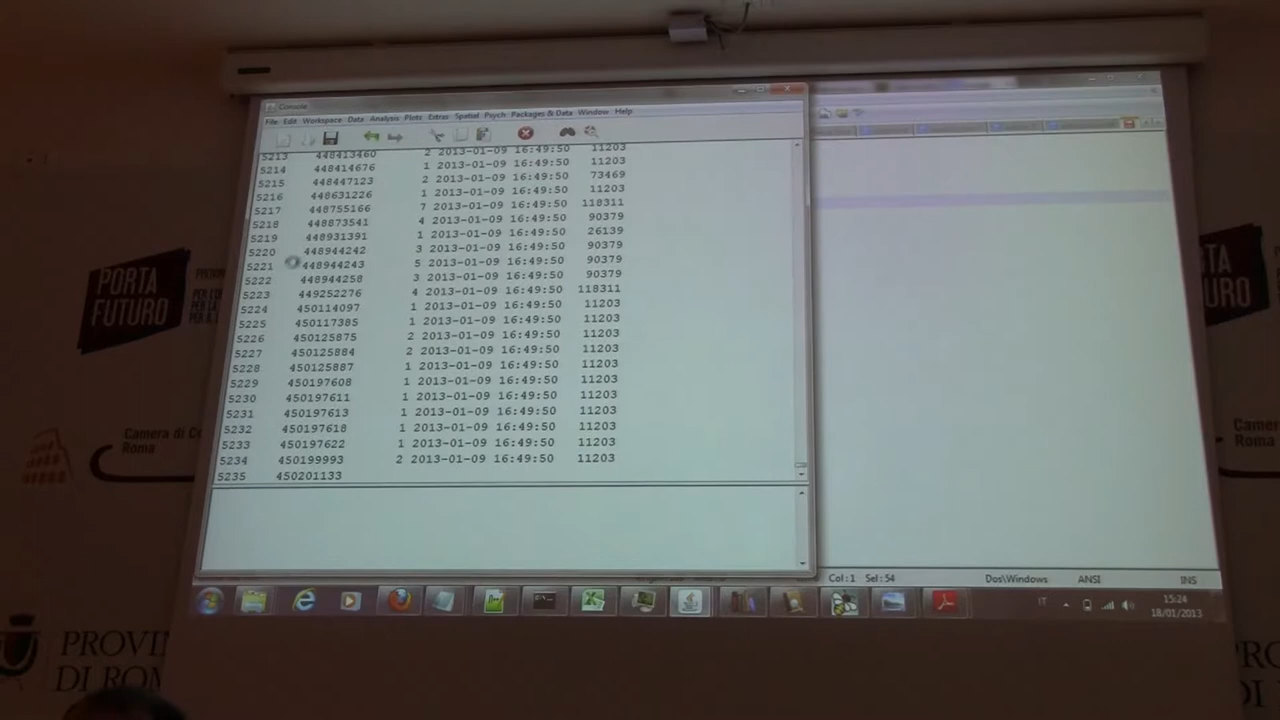 Console
File Edit Workspace Data Analysis Plots Extras Spatial Psych Packages & Data Window Help
5213 448413460 2 2013-01-09 16:49:50 11203
5214 448414676 1 2013-01-09 16:49:50 11203
5215 448447123 2 2013-01-09 16:49:50 73469
5216 448631226 1 2013-01-09 16:49:50 11203
5217 448755166 7 2013-01-09 16:49:50 118311
5218 448873541 4 2013-01-09 16:49:50 90379
5219 448931391 1 2013-01-09 16:49:50 26139
5220 448944242 3 2013-01-09 16:49:50 90379
5221 448944243 5 2013-01-09 16:49:50 90379
5222 448944258 3 2013-01-09 16:49:50 90379
5223 449252276 4 2013-01-09 16:49:50 118311
5224 450114097 1 2013-01-09 16:49:50 11203
5225 450117385 1 2013-01-09 16:49:50 11203
5226 450125875 2 2013-01-09 16:49:50 11203
5227 450125884 2 2013-01-09 16:49:50 11203
5228 450125887 1 2013-01-09 16:49:50 11203
5229 450197608 1 2013-01-09 16:49:50 11203
5230 450197611 1 2013-01-09 16:49:50 11203
5231 450197613 1 2013-01-09 16:49:50 11203
5232 450197618 1 2013-01-09 16:49:50 11203
5233 450197622 1 2013-01-09 16:49:50 11203
5234 450199993 2 2013-01-09 16:49:50 11203
5235 450201133
Col:1 Sel:54 Dos\Windows ANSI INS
IT 15:24
18/01/2013
PORTA
FUTURO
Camera di Co
Roma
PROVIN
DI ROM
TA
URO
Camer
Roma